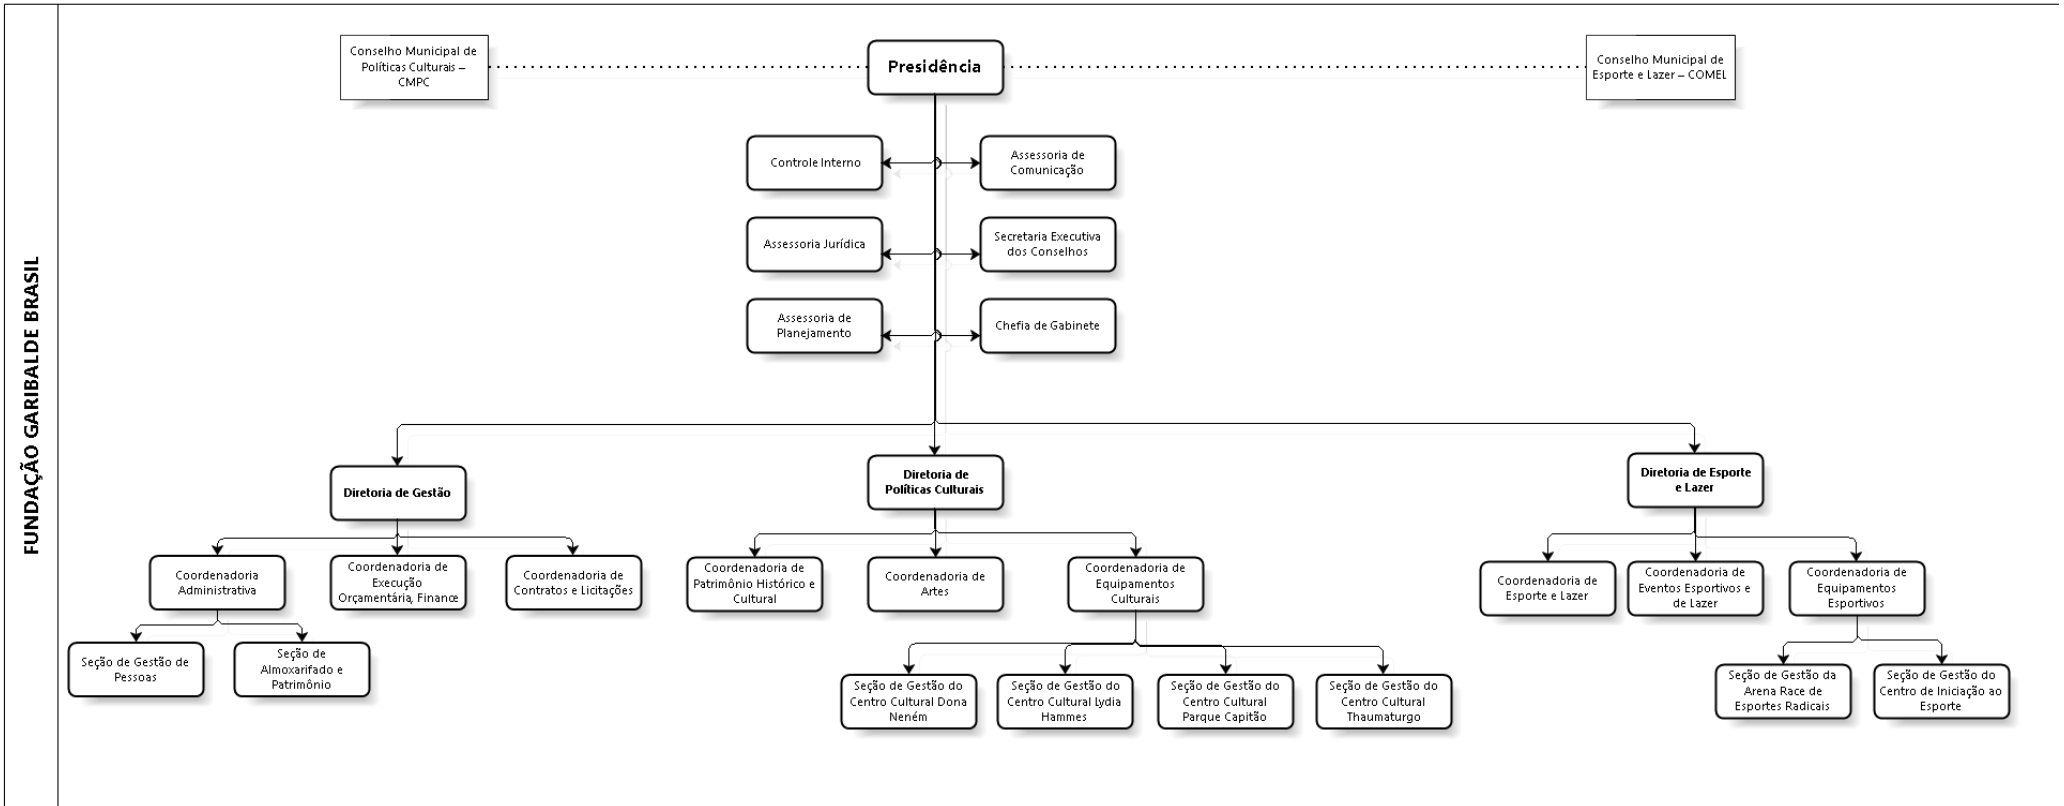 FUNDAÇÃO GARIBALDE BRASIL
Conselho Municipal de
Políticas Culturais –
CMPC
Presidência
Conselho Municipal de
Esporte e Lazer – COMEL
Controle Interno
Assessoria de
Comunicação
Assessoria Jurídica
Secretaria Executiva
dos Conselhos
Assessoria de
Planejamento
Chefia de Gabinete
Diretoria de Gestão
Diretoria de
Políticas Culturais
Diretoria de Esporte
e Lazer
Coordenadoria
Administrativa
Coordenadoria de
Execução
Orçamentária, Finance
Coordenadoria de
Contratos e Licitações
Coordenadoria de
Patrimônio Histórico e
Cultural
Coordenadoria de
Artes
Coordenadoria de
Equipamentos
Culturais
Coordenadoria de
Esporte e Lazer
Coordenadoria de
Eventos Esportivos e
de Lazer
Coordenadoria de
Equipamentos
Esportivos
Seção de Gestão de
Pessoas
Seção de
Almoxarifado e
Patrimônio
Seção de Gestão do
Centro Cultural Dona
Neném
Seção de Gestão do
Centro Cultural Lydia
Hammes
Seção de Gestão do
Centro Cultural
Parque Capitão
Seção de Gestão do
Centro Cultural
Thaumaturgo
Seção de Gestão da
Arena Race de
Esportes Radicais
Seção de Gestão do
Centro de Iniciação ao
Esporte